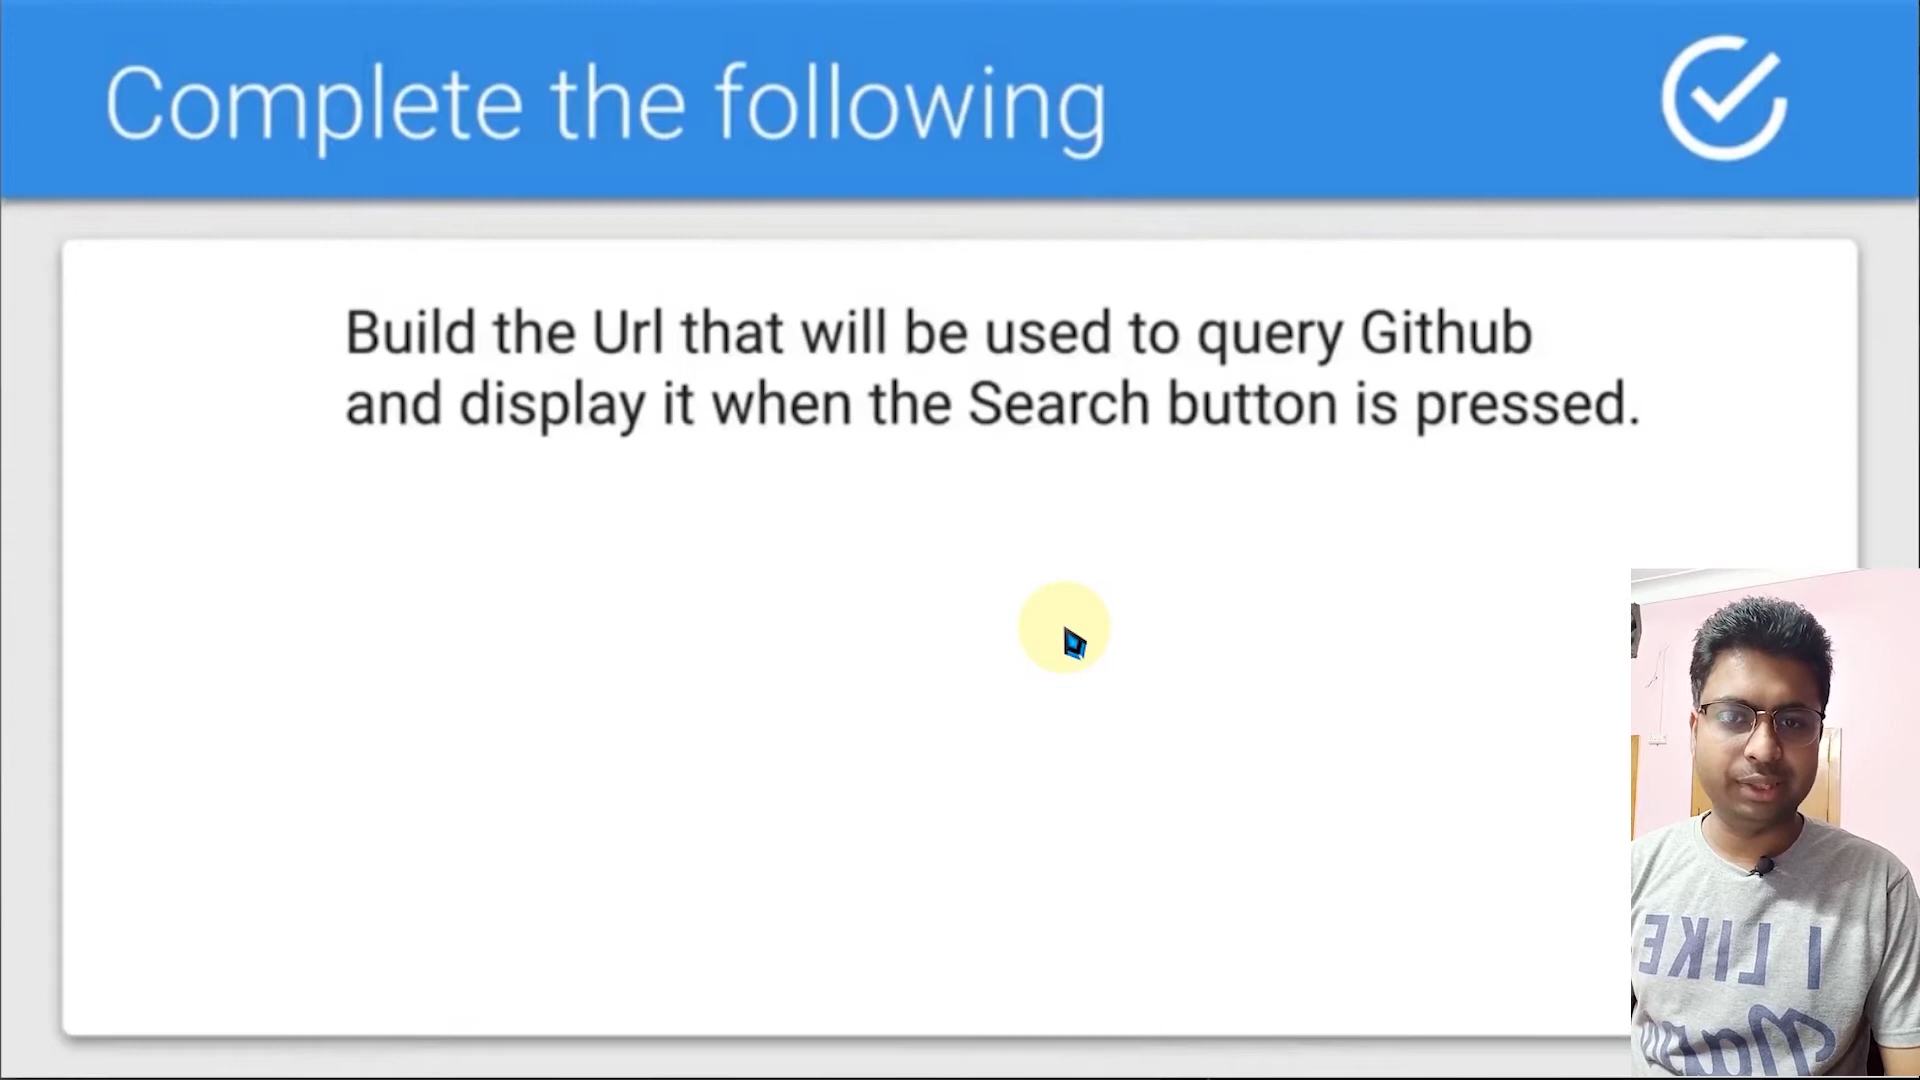 Complete the following
Build the Url that will be used to query Github
and display it when the Search button is pressed.
I LIKE